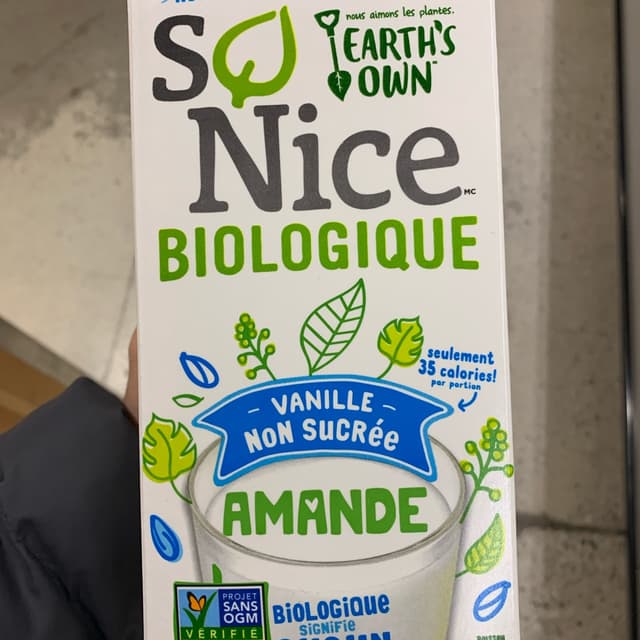 So
Nice MC
nous aimons les plantes.
EARTH'S
OWN
BIOLOGIQUE
seulement
35 calories!
par portion
- VANILLE -
NON SUCRée
AMANDE
PROJET
SANS
OGM
VÉRIFIÉ
BIOLOGIQUE
SIGNIFIE
BOISSON